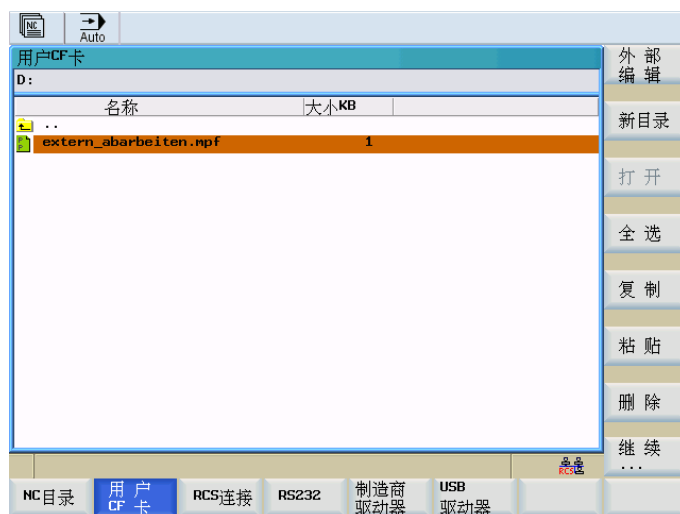 NC
Auto
用户CF卡
D:
名称 大小KB
..
extern_abarbeiten.mpf 1
外 部
编 辑
新目录
打 开
全 选
复 制
粘 贴
删 除
继 续
...
RCS
NC目录
用 户
CF 卡
RCS连接
RS232
制造商
驱动器
USB
驱动器